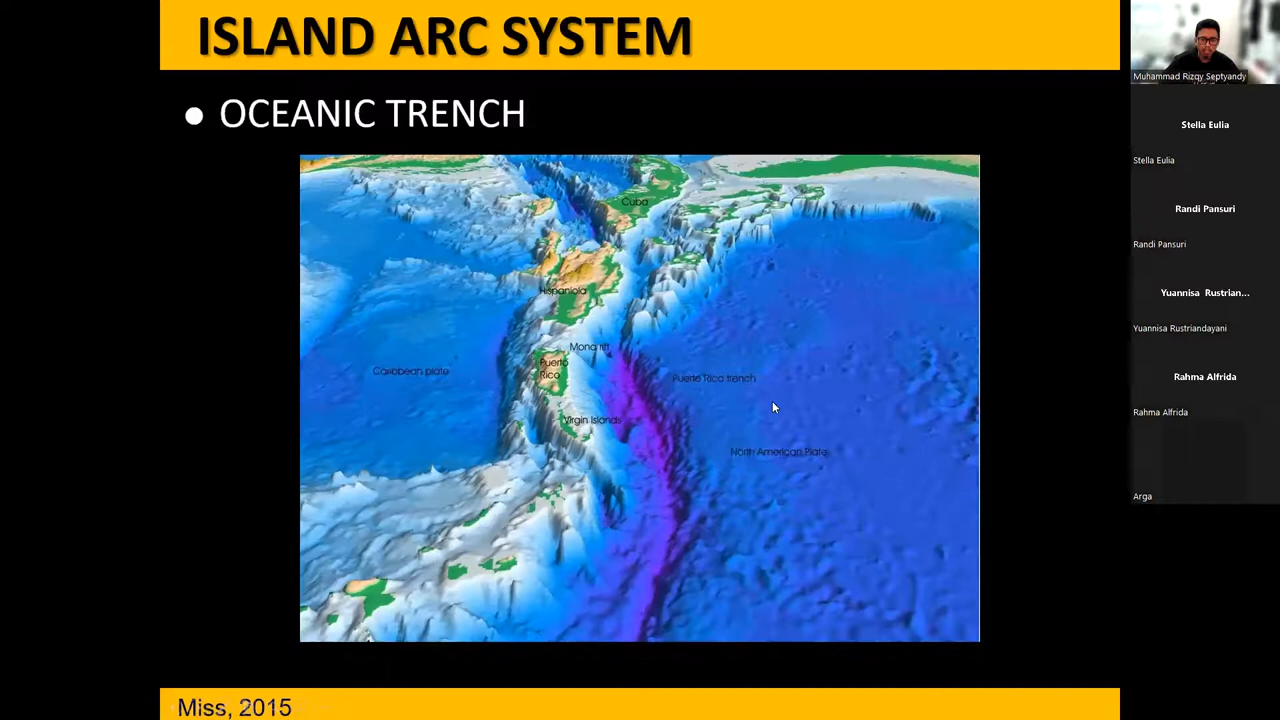 ISLAND ARC SYSTEM
● OCEANIC TRENCH
Cuba
Hispaniola
Mona rift
Puerto
Rico
Caribbean plate
Puerto Rico trench
Virgin Islands
North American Plate
Miss, 2015
Muhammad Rizqy Septyandy
Stella Eulia
Stella Eulia
Randi Pansuri
Randi Pansuri
Yuannisa Rustrian...
Yuannisa Rustriandayani
Rahma Alfrida
Rahma Alfrida
Arga